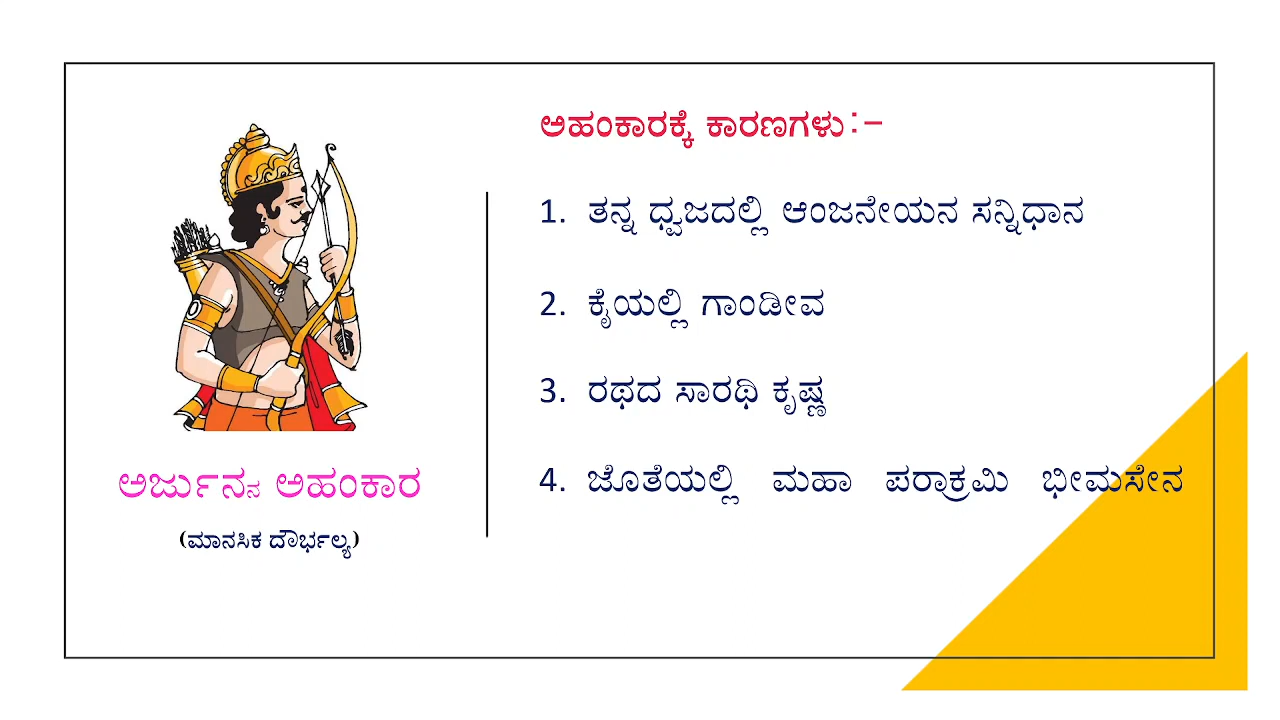 ಅಹಂಕಾರಕ್ಕೆ ಕಾರಣಗಳು:-
1. ತನ್ನ ಧ್ವಜದಲ್ಲಿ ಆಂಜನೇಯನ ಸನ್ನಿಧಾನ
2. ಕೈಯಲ್ಲಿ ಗಾಂಡೀವ
3. ರಥದ ಸಾರಥಿ ಕೃಷ್ಣ
4. ಜೊತೆಯಲ್ಲಿ ಮಹಾ ಪರಾಕ್ರಮಿ ಭೀಮಸೇನ
ಅರ್ಜುನನ ಅಹಂಕಾರ
(ಮಾನಸಿಕ ದೌರ್ಭಲ್ಯ)